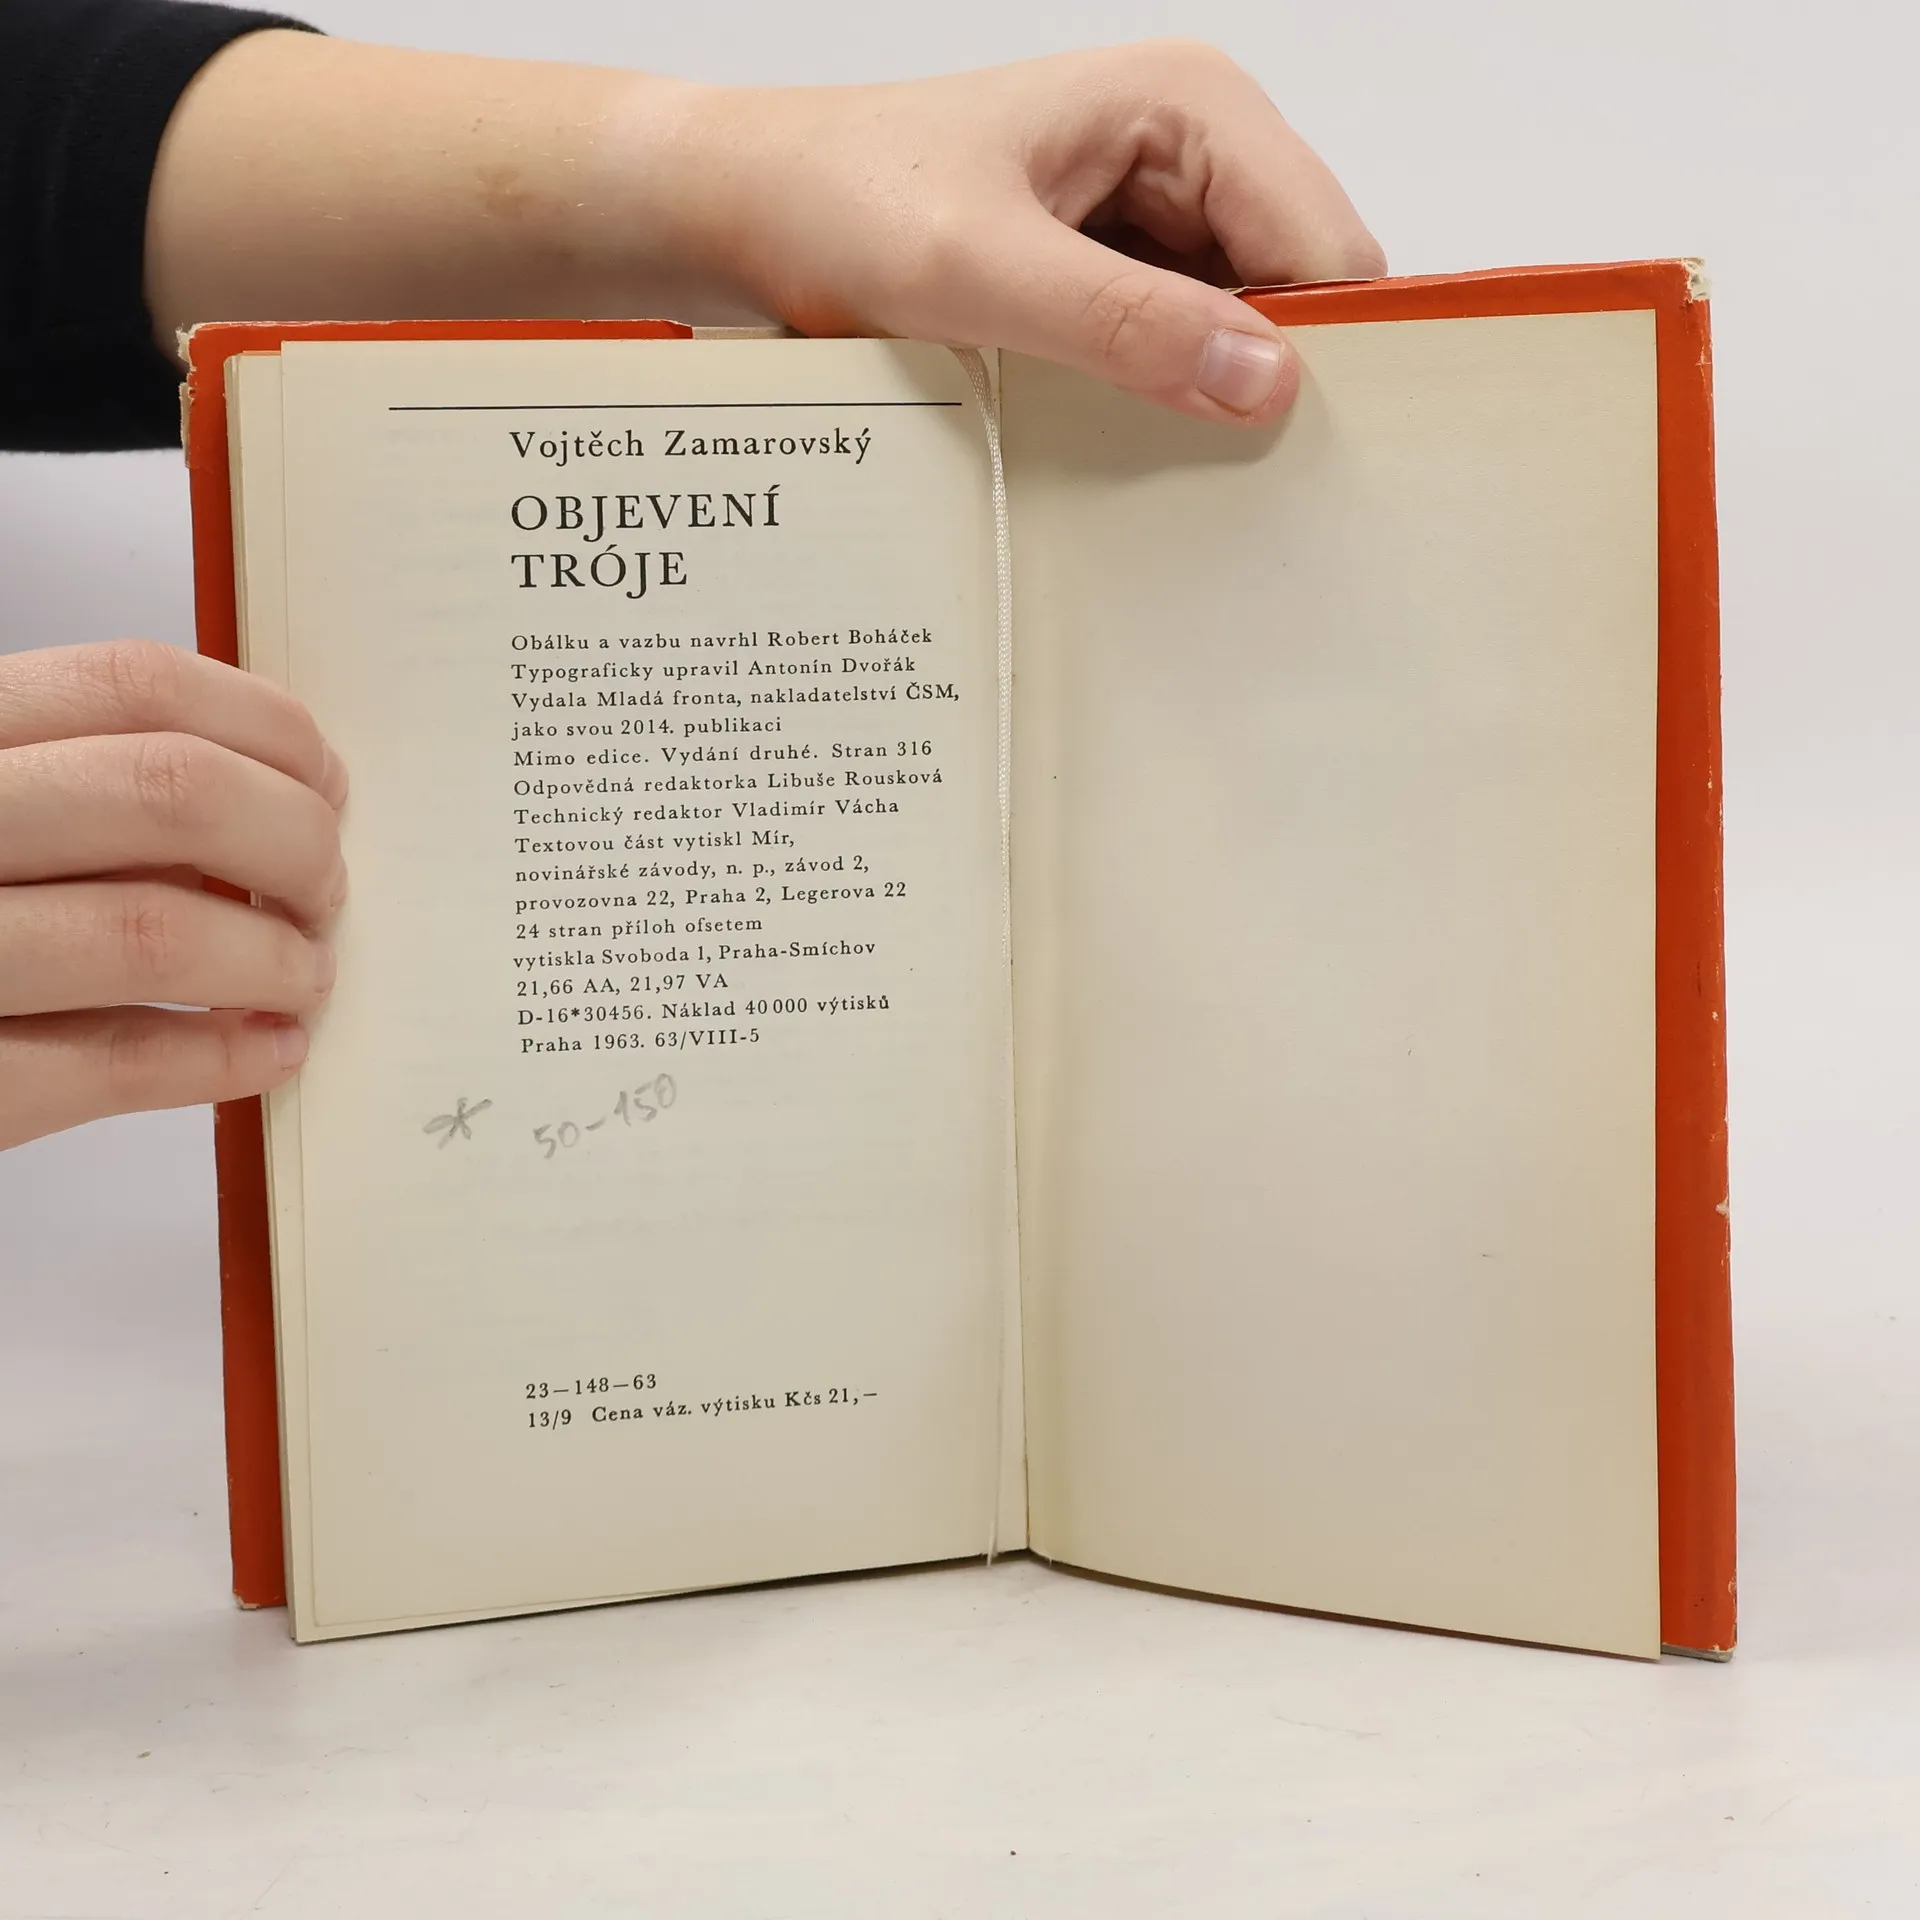 Vojtěch Zamarovský
OBJEVENÍ
TRÓJE
Obálku a vazbu navrhl Robert Boháček
Typograficky upravil Antonín Dvořák
Vydala Mladá fronta, nakladatelství ČSM,
jako svou 2014. publikaci
Mimo edice. Vydání druhé. Stran 316
Odpovědná redaktorka Libuše Rousková
Technický redaktor Vladimír Vácha
Textovou část vytiskl Mír,
novinářské závody, n. p., závod 2,
provozovna 22, Praha 2, Legerova 22
24 stran příloh ofsetem
vytiskla Svoboda 1, Praha-Smíchov
21,66 AA, 21,97 VA
D-16*30456. Náklad 40 000 výtisků
Praha 1963. 63/VIII-5
50-150
23—148—63
13/9 Cena váz. výtisku Kčs 21,—